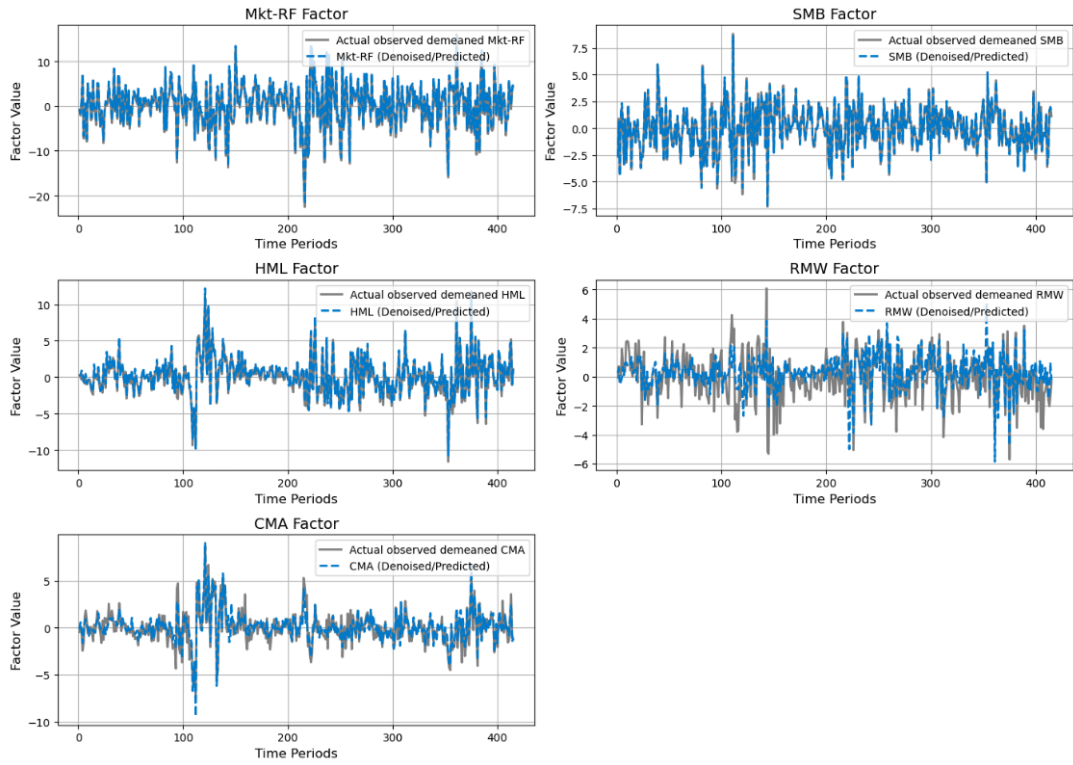 Mkt-RF Factor
Actual observed demeaned Mkt-RF
Mkt-RF (Denoised/Predicted)
Factor Value
10
0
−10
−20
0
100
200
300
400
Time Periods
SMB Factor
Actual observed demeaned SMB
SMB (Denoised/Predicted)
Factor Value
7.5
5.0
2.5
0.0
−2.5
−5.0
−7.5
0
100
200
300
400
Time Periods
HML Factor
Actual observed demeaned HML
HML (Denoised/Predicted)
Factor Value
10
5
0
−5
−10
0
100
200
300
400
Time Periods
RMW Factor
Actual observed demeaned RMW
RMW (Denoised/Predicted)
Factor Value
6
4
2
0
−2
−4
−6
0
100
200
300
400
Time Periods
CMA Factor
Actual observed demeaned CMA
CMA (Denoised/Predicted)
Factor Value
5
0
−5
−10
0
100
200
300
400
Time Periods